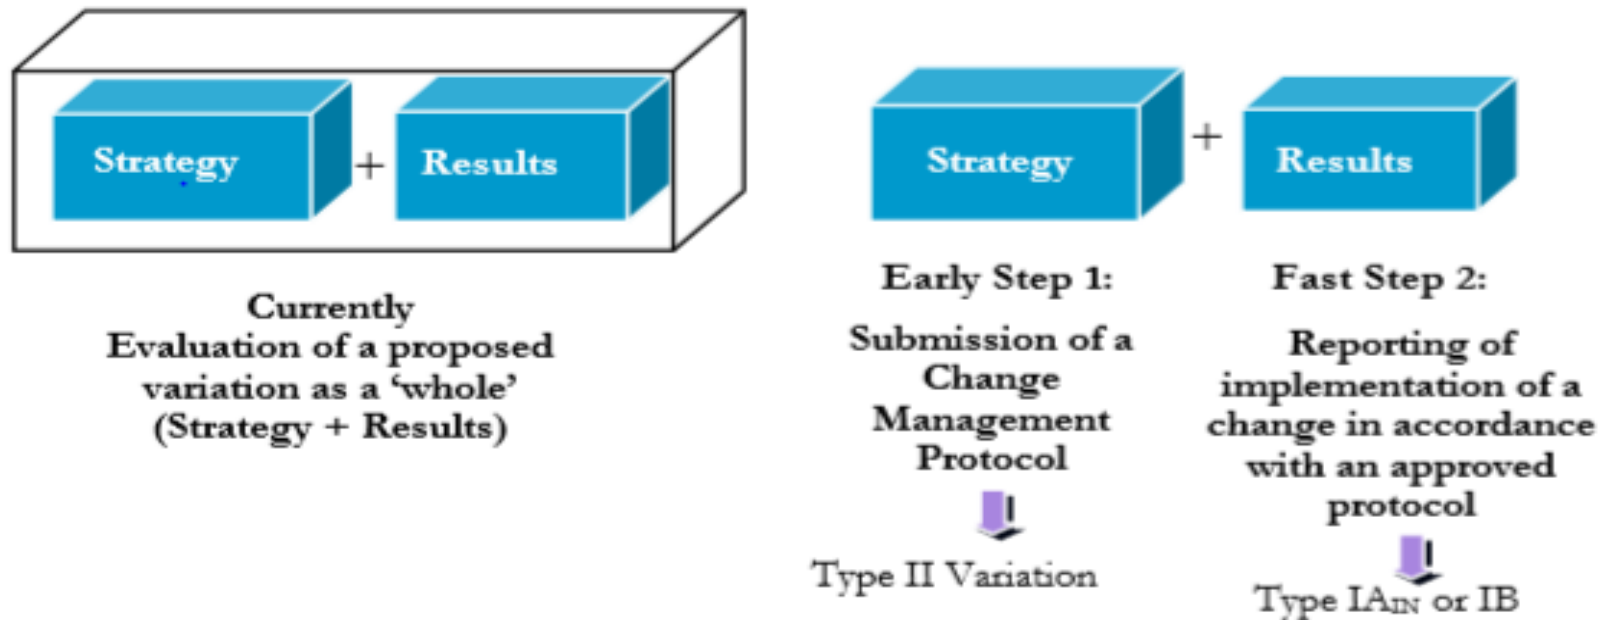 Strategy
+
Results
Currently
Evaluation of a proposed
variation as a ‘whole’
(Strategy + Results)
Strategy
+
Results
Early Step 1:
Submission of a
Change
Management
Protocol
Type II Variation
Fast Step 2:
Reporting of
implementation of a
change in accordance
with an approved
protocol
Type IAIN or IB